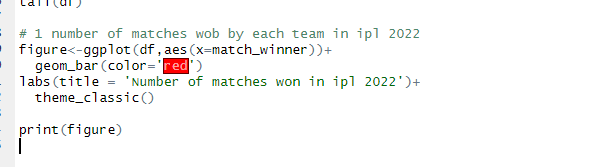 tail(df)
# 1 number of matches wob by each team in ipl 2022
figure<-ggplot(df,aes(x=match_winner))+
geom_bar(color='red')
labs(title = 'Number of matches won in ipl 2022')+
theme_classic()
print(figure)